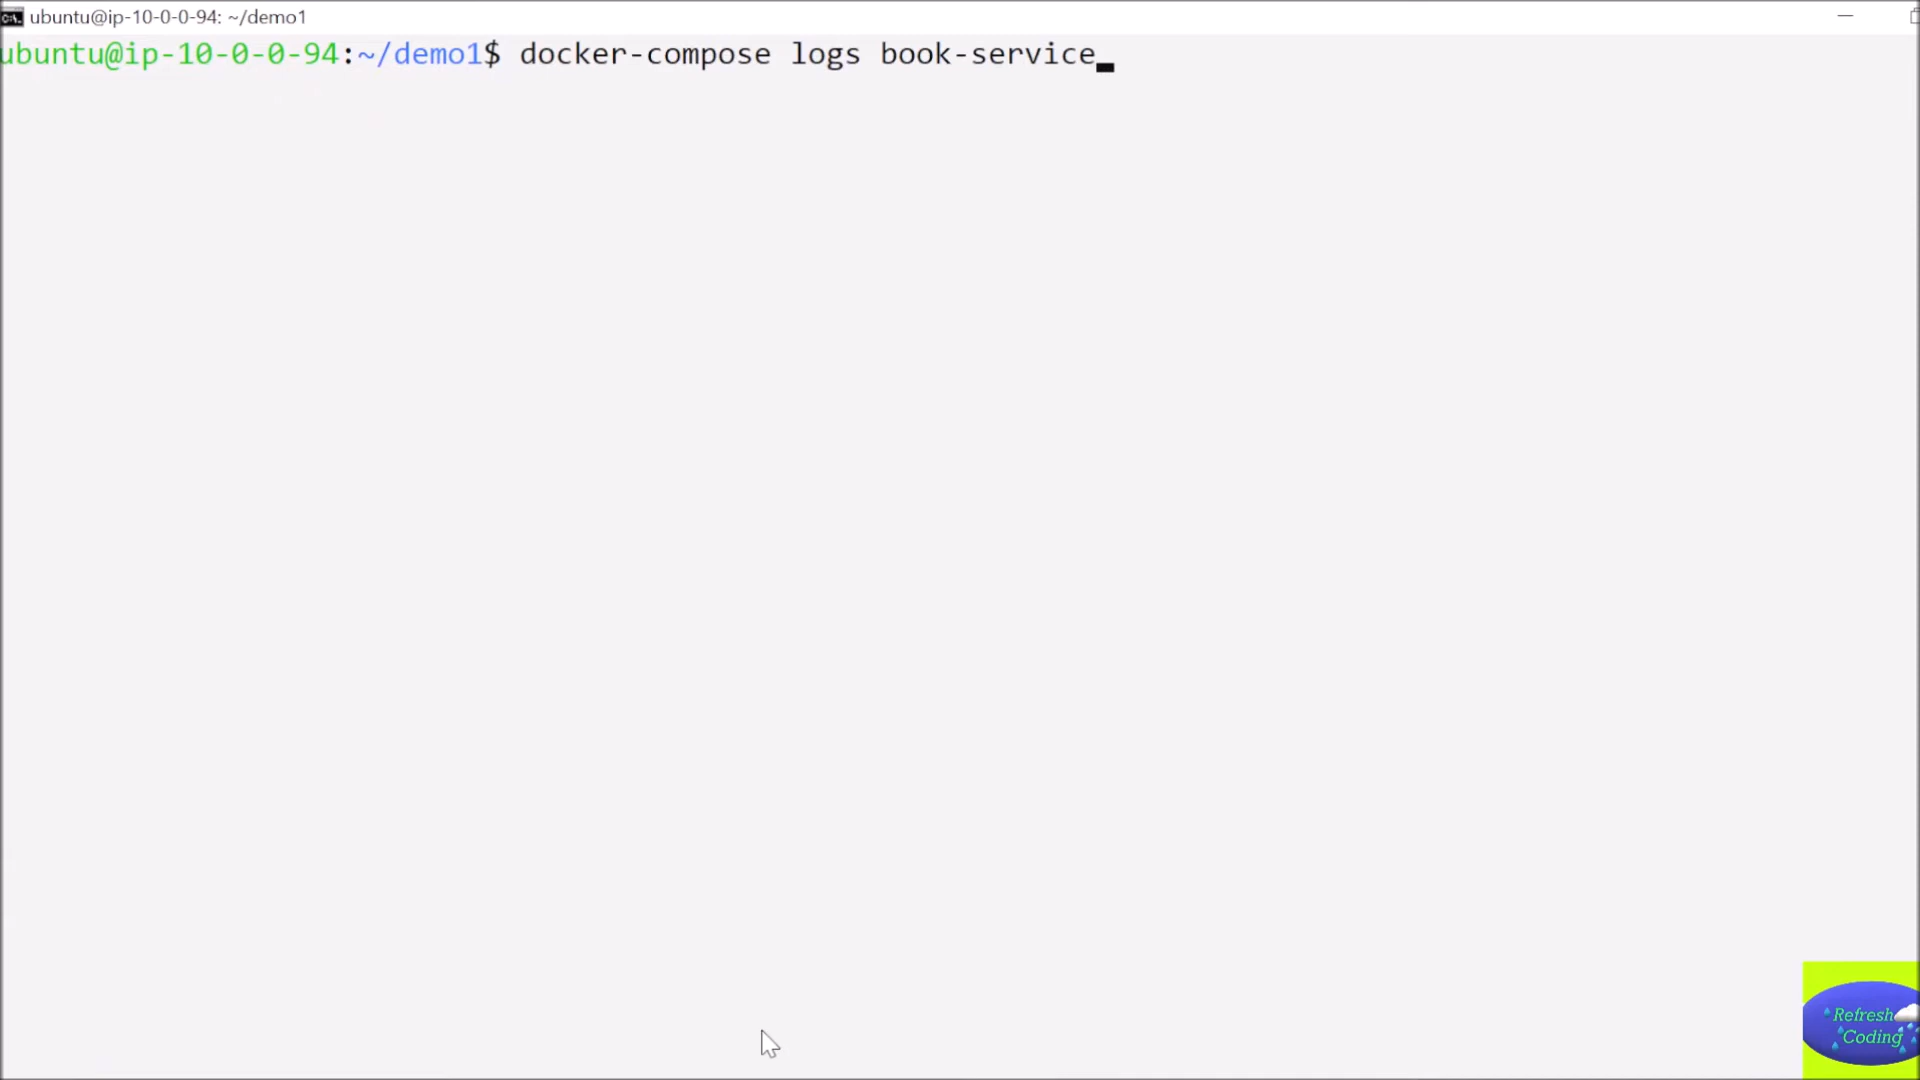 ubuntu@ip-10-0-0-94: ~/demo1
ubuntu@ip-10-0-0-94:~/demo1$ docker-compose logs book-service
Refresh
Coding